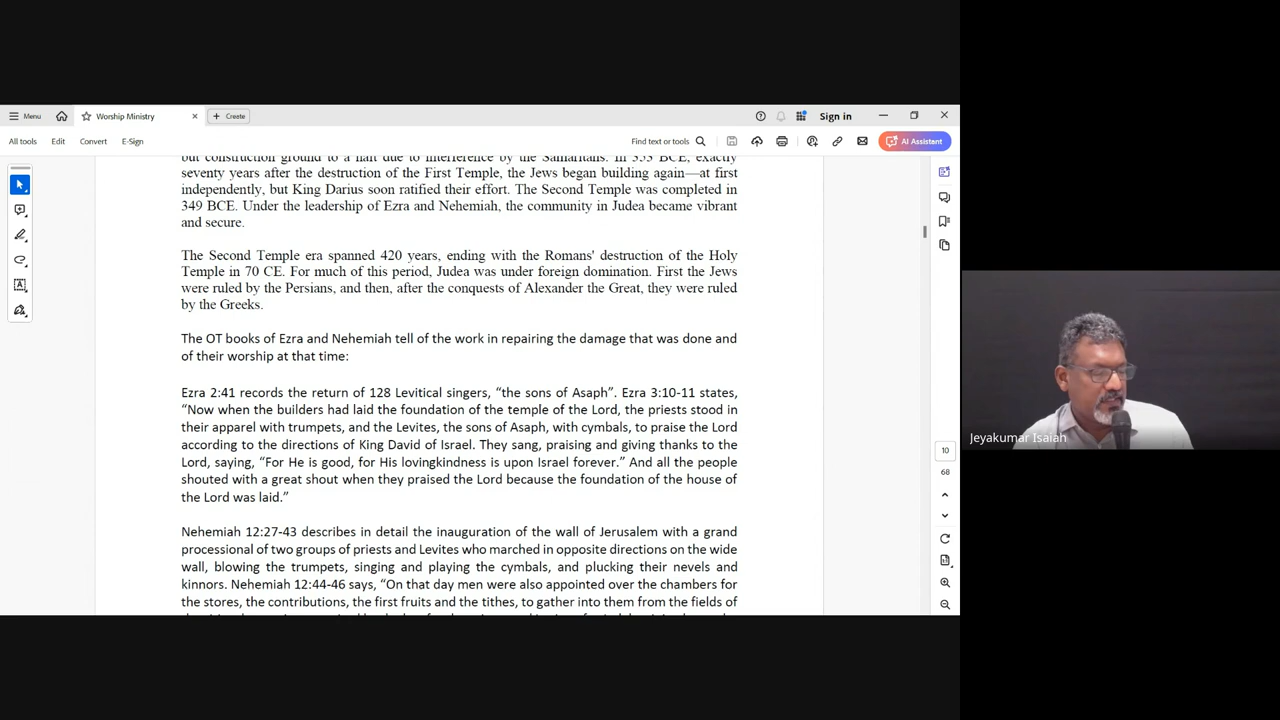 Menu
Worship Ministry
Create
Sign in
All tools
Edit
Convert
E-Sign
Find text or tools
AI Assistant
but construction ground to a halt due to interference by the Samaritans. In 353 BCE, exactly
seventy years after the destruction of the First Temple, the Jews began building again—at first
independently, but King Darius soon ratified their effort. The Second Temple was completed in
349 BCE. Under the leadership of Ezra and Nehemiah, the community in Judea became vibrant
and secure.
The Second Temple era spanned 420 years, ending with the Romans' destruction of the Holy
Temple in 70 CE. For much of this period, Judea was under foreign domination. First the Jews
were ruled by the Persians, and then, after the conquests of Alexander the Great, they were ruled
by the Greeks.
The OT books of Ezra and Nehemiah tell of the work in repairing the damage that was done and
of their worship at that time:
Ezra 2:41 records the return of 128 Levitical singers, “the sons of Asaph”. Ezra 3:10-11 states,
“Now when the builders had laid the foundation of the temple of the Lord, the priests stood in
their apparel with trumpets, and the Levites, the sons of Asaph, with cymbals, to praise the Lord
according to the directions of King David of Israel. They sang, praising and giving thanks to the
Lord, saying, “For He is good, for His lovingkindness is upon Israel forever.” And all the people
shouted with a great shout when they praised the Lord because the foundation of the house of
the Lord was laid.”
Nehemiah 12:27-43 describes in detail the inauguration of the wall of Jerusalem with a grand
processional of two groups of priests and Levites who marched in opposite directions on the wide
wall, blowing the trumpets, singing and playing the cymbals, and plucking their nevels and
kinnors. Nehemiah 12:44-46 says, “On that day men were also appointed over the chambers for
the stores, the contributions, the first fruits and the tithes, to gather into them from the fields of
10
68
Jeyakumar Isaiah